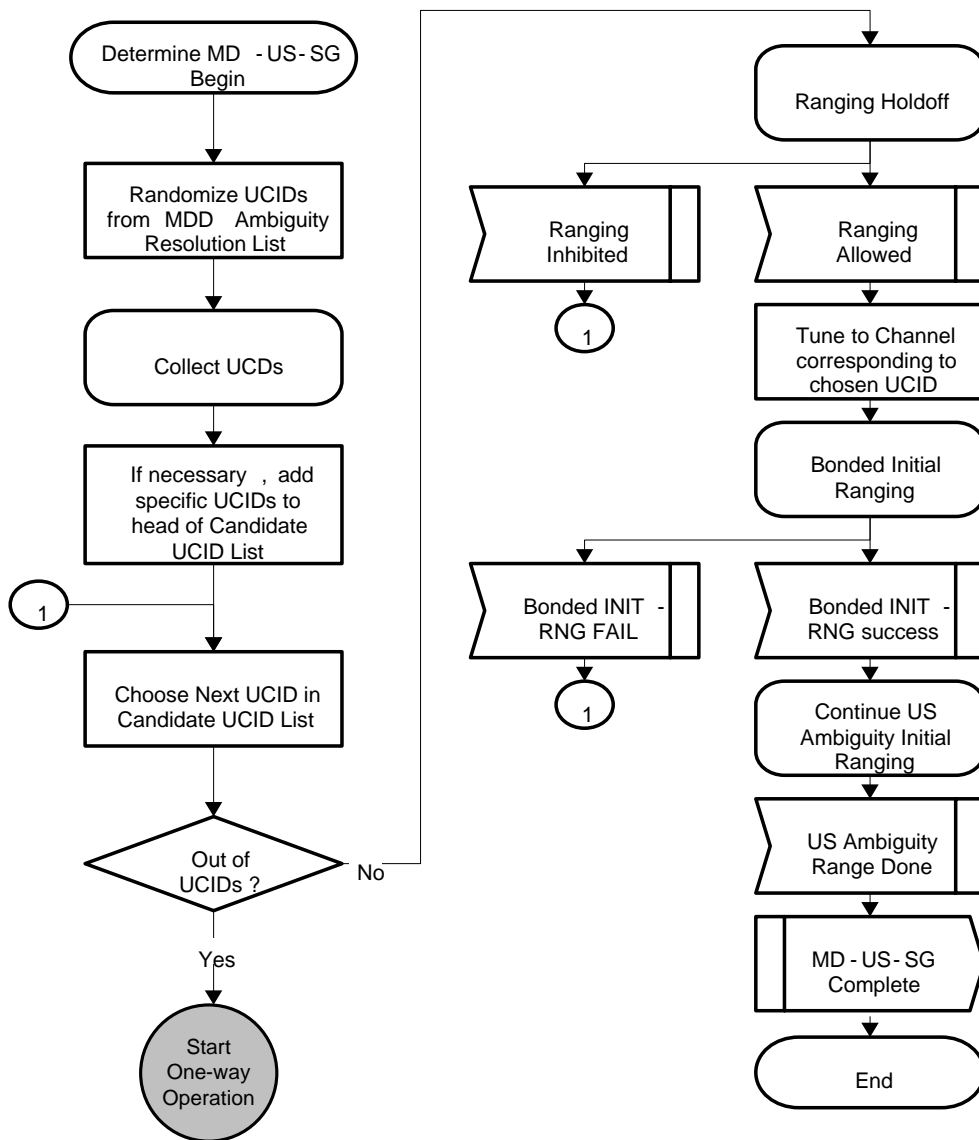 Determine MD - US- SG
Begin
Randomize UCIDs
from MDD Ambiguity
Resolution List
Collect UCDs
If necessary , add
specific UCIDs to
head of Candidate
UCID List
1
Choose Next UCID in
Candidate UCID List
Out of
UCIDs ?
No
Yes
Start
One-way
Operation
Ranging Holdoff
Ranging
Inhibited
Ranging
Allowed
1
Tune to Channel
corresponding to
chosen UCID
Bonded Initial
Ranging
Bonded INIT -
RNG FAIL
Bonded INIT -
RNG success
1
Continue US
Ambiguity Initial
Ranging
US Ambiguity
Range Done
MD - US- SG
Complete
End